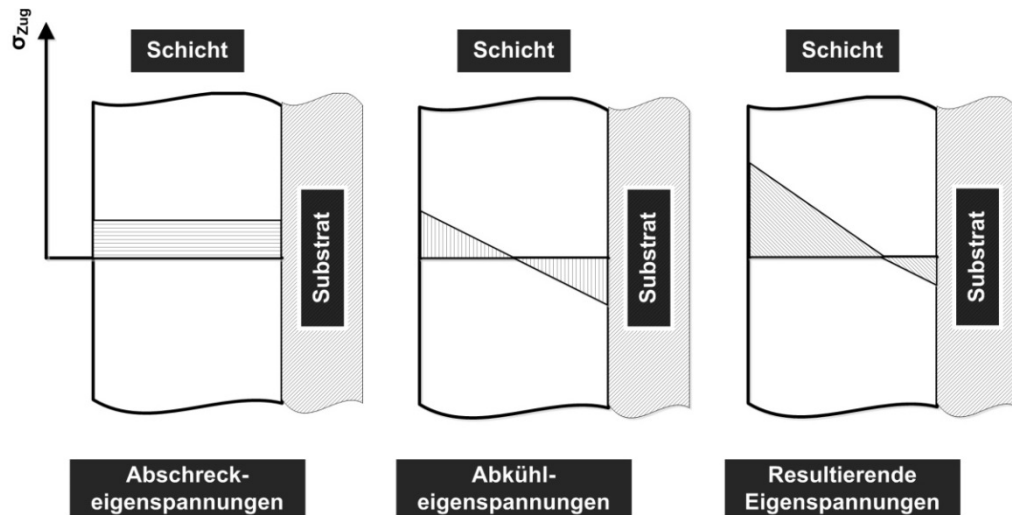 σZug
Schicht
Schicht
Schicht
Substrat
Substrat
Substrat
Abschreck-
eigenspannungen
Abkühl-
eigenspannungen
Resultierende
Eigenspannungen